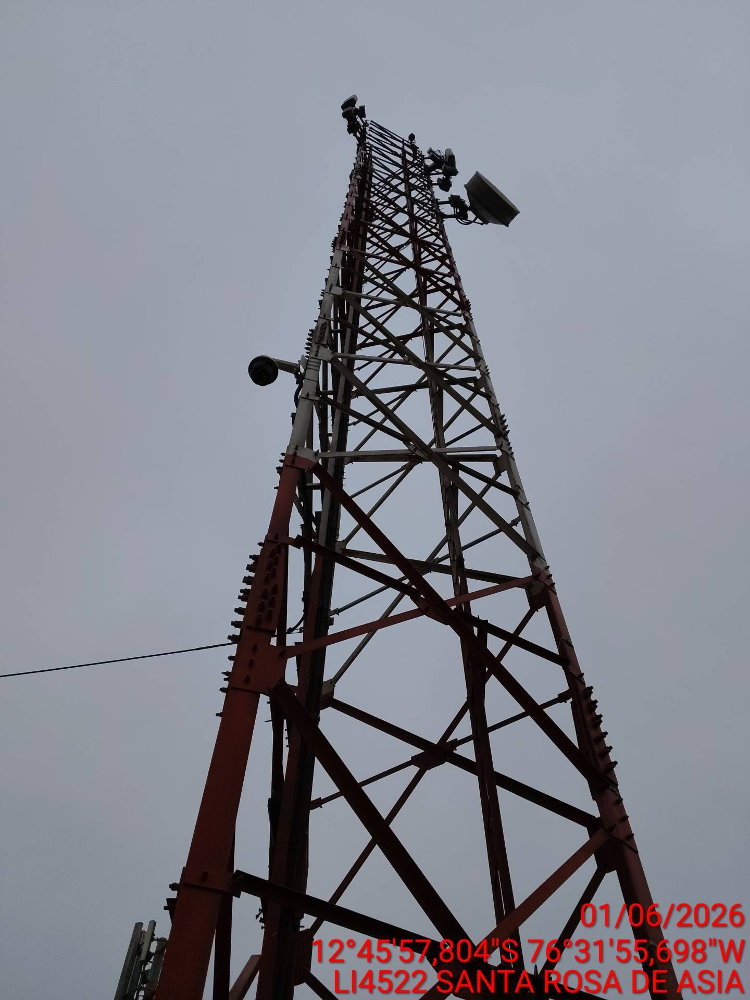 01/06/2026
12°45'57,804"S 76°31'55,698"W
LI4522 SANTA ROSA DE ASIA